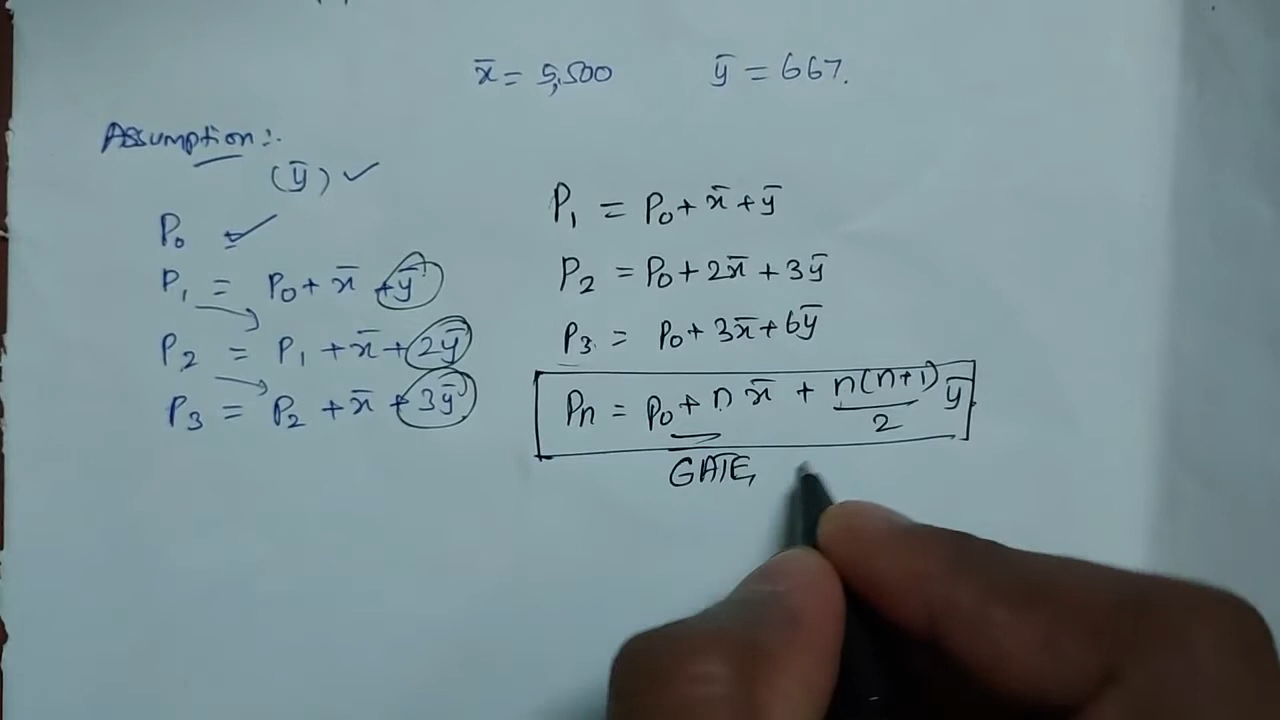 x̄ = 5,500 ȳ = 667.
Assumption :-
(ȳ) ✓
P₀ ✓
P₁ = P₀ + x̄ + ȳ
P₂ = P₁ + x̄ + 2ȳ
P₃ = P₂ + x̄ + 3ȳ
P₁ = P₀ + x̄ + ȳ
P₂ = P₀ + 2x̄ + 3ȳ
P₃ = P₀ + 3x̄ + 6ȳ
Pn = P₀ + n x̄ + n(n+1)/2 ȳ
GATE,